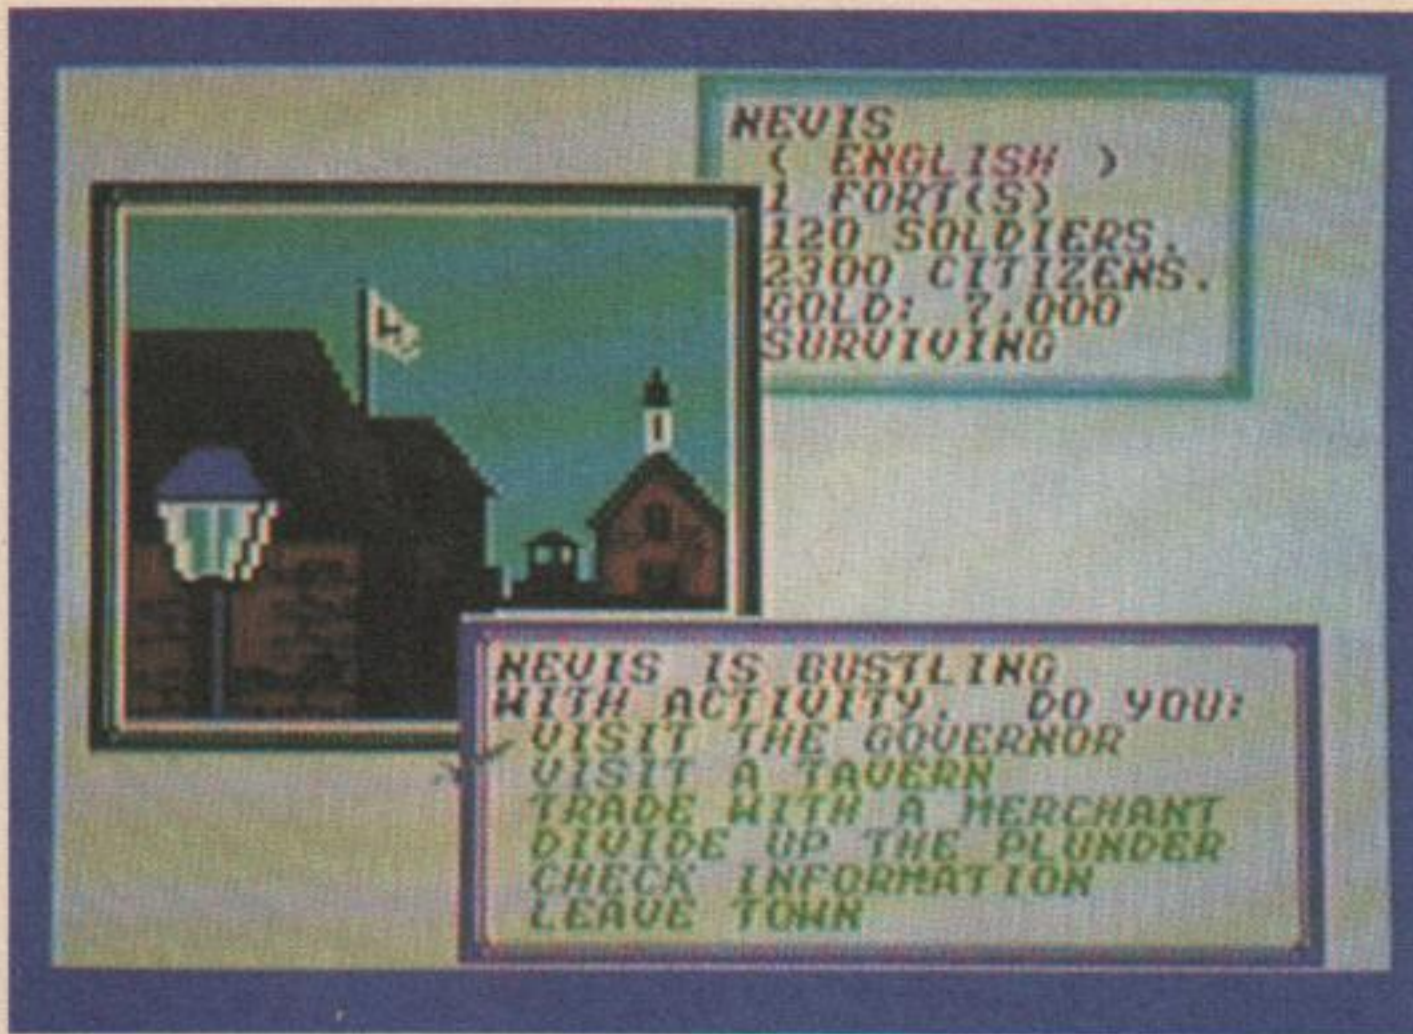 NEVIS
( ENGLISH )
1 FORT(S)
120 SOLDIERS.
2300 CITIZENS.
GOLD: 7,000
SURVIVING
NEVIS IS BUSTLING
WITH ACTIVITY. DO YOU:
VISIT THE GOVERNOR
VISIT A TAVERN
TRADE WITH A MERCHANT
DIVIDE UP THE PLUNDER
CHECK INFORMATION
LEAVE TOWN